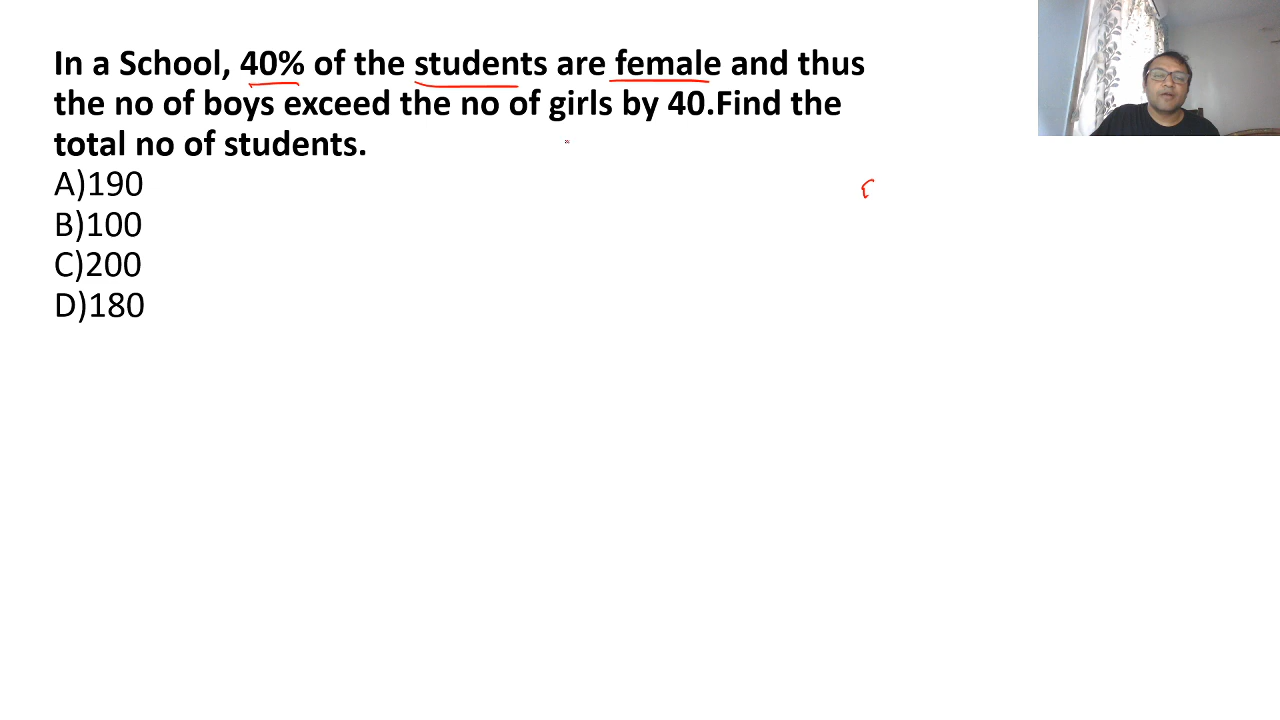 In a School, 40% of the students are female and thus
the no of boys exceed the no of girls by 40.Find the
total no of students.
A)190
B)100
C)200
D)180